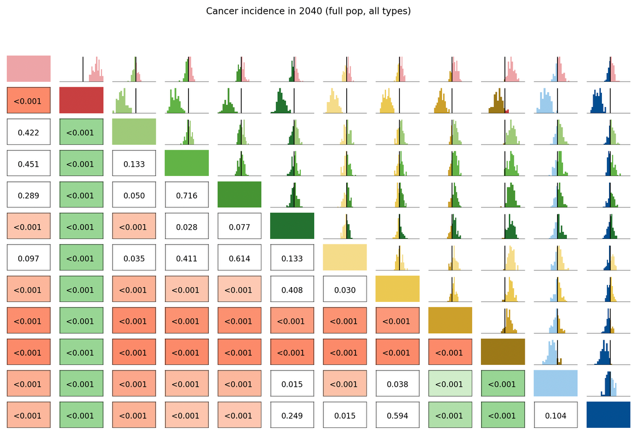 Cancer incidence in 2040 (full pop, all types)
<0.001
0.422 <0.001
0.451 <0.001 0.133
0.289 <0.001 0.050 0.716
<0.001 <0.001 <0.001 0.028 0.077
0.097 <0.001 0.035 0.411 0.614 0.133
<0.001 <0.001 <0.001 <0.001 <0.001 0.408 0.030
<0.001 <0.001 <0.001 <0.001 <0.001 <0.001 <0.001 <0.001
<0.001 <0.001 <0.001 <0.001 <0.001 <0.001 <0.001 <0.001 <0.001
<0.001 <0.001 <0.001 <0.001 <0.001 0.015 <0.001 0.038 <0.001 <0.001
<0.001 <0.001 <0.001 <0.001 <0.001 0.249 0.015 0.594 <0.001 <0.001 0.104